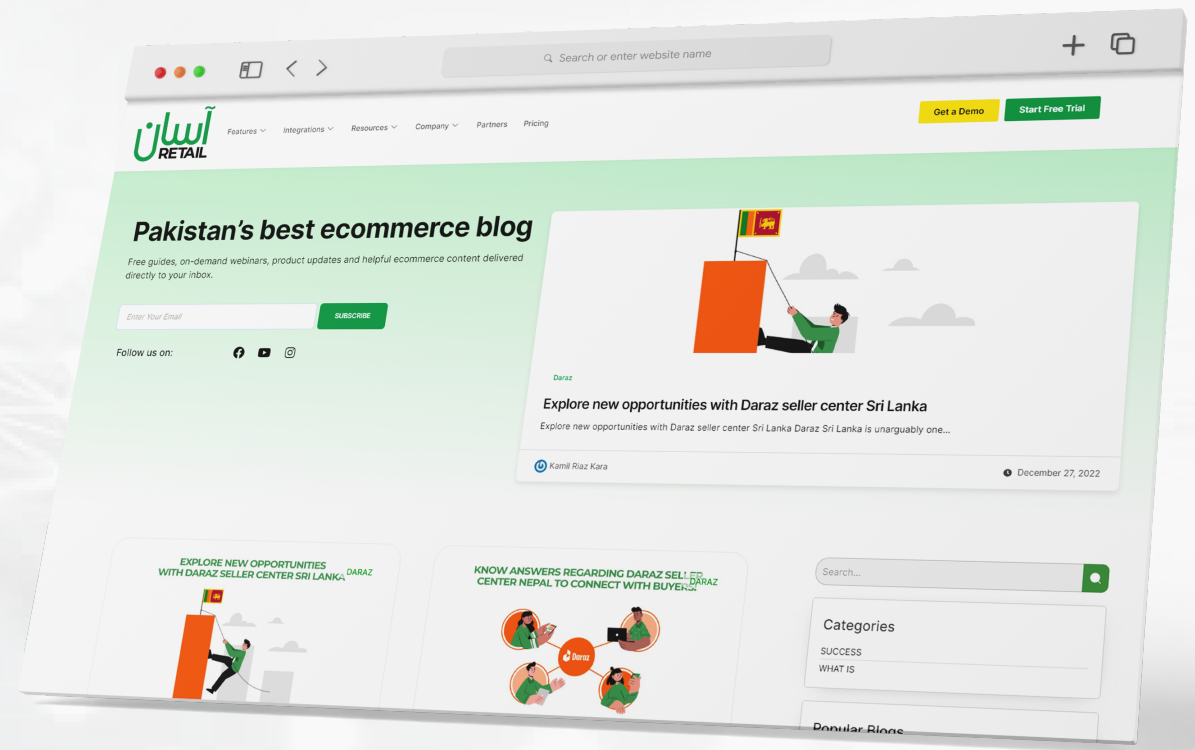 Search or enter website name
آسان
RETAIL
Features
Integrations
Resources
Company
Partners
Pricing
Get a Demo
Start Free Trial
Pakistan's best ecommerce blog
Free guides, on-demand webinars, product updates and helpful ecommerce content delivered
directly to your inbox.
Enter Your Email
SUBSCRIBE
Follow us on:
Daraz
Explore new opportunities with Daraz seller center Sri Lanka
Explore new opportunities with Daraz seller center Sri Lanka Daraz Sri Lanka is unarguably one...
Kamil Riaz Kara
December 27, 2022
EXPLORE NEW OPPORTUNITIES
WITH DARAZ SELLER CENTER SRI LANKA
DARAZ
KNOW ANSWERS REGARDING DARAZ SELLER
CENTER NEPAL TO CONNECT WITH BUYERS!
DARAZ
Daraz
Search...
Categories
SUCCESS
WHAT IS
Popular Blogs